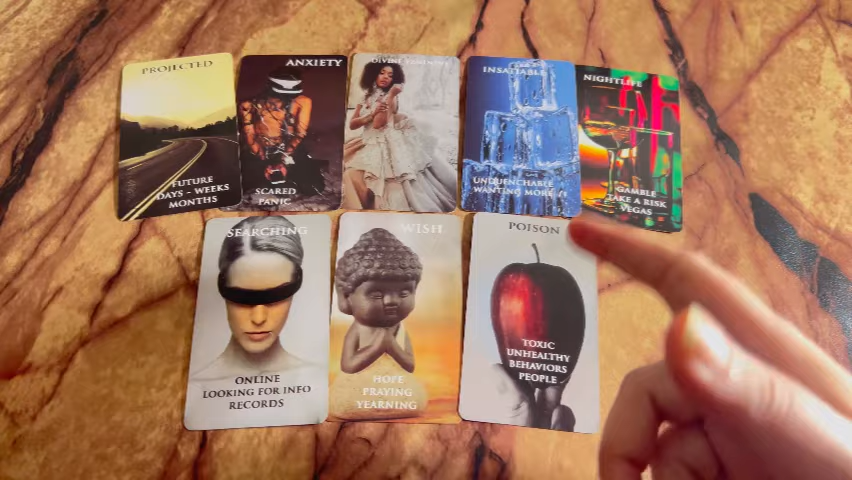 PROJECTED
FUTURE
DAYS - WEEKS
MONTHS
ANXIETY
SCARED
PANIC
DIVINE FEMININE
INSATIABLE
UNQUENCHABLE
WANTING MORE
NIGHTLIFE
GAMBLE
TAKE A RISK
VEGAS
SEARCHING
ONLINE
LOOKING FOR INFO
RECORDS
WISH
HOPE
PRAYING
YEARNING
POISON
TOXIC
UNHEALTHY
BEHAVIORS
PEOPLE